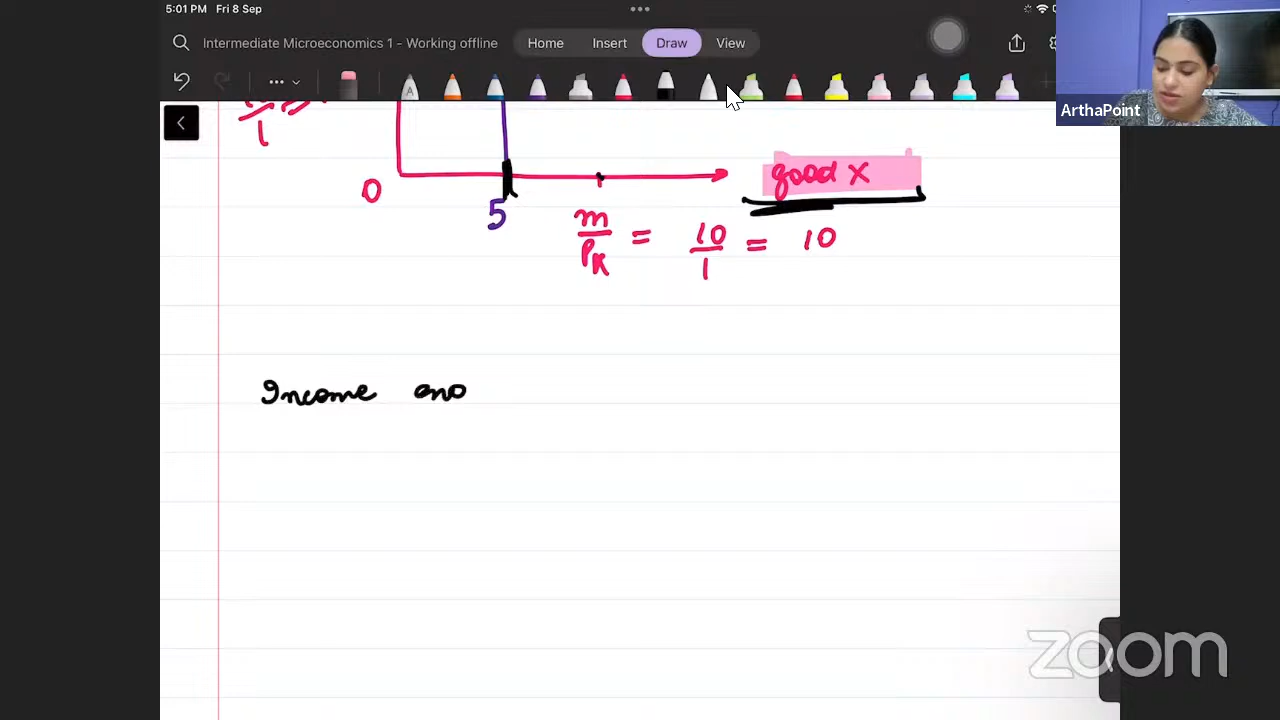 5:01 PM Fri 8 Sep
Intermediate Microeconomics 1 - Working offline
Home Insert Draw View
ArthaPoint
A
1
0
5
good x
m/Px = 10/1 = 10
Income and
zoom